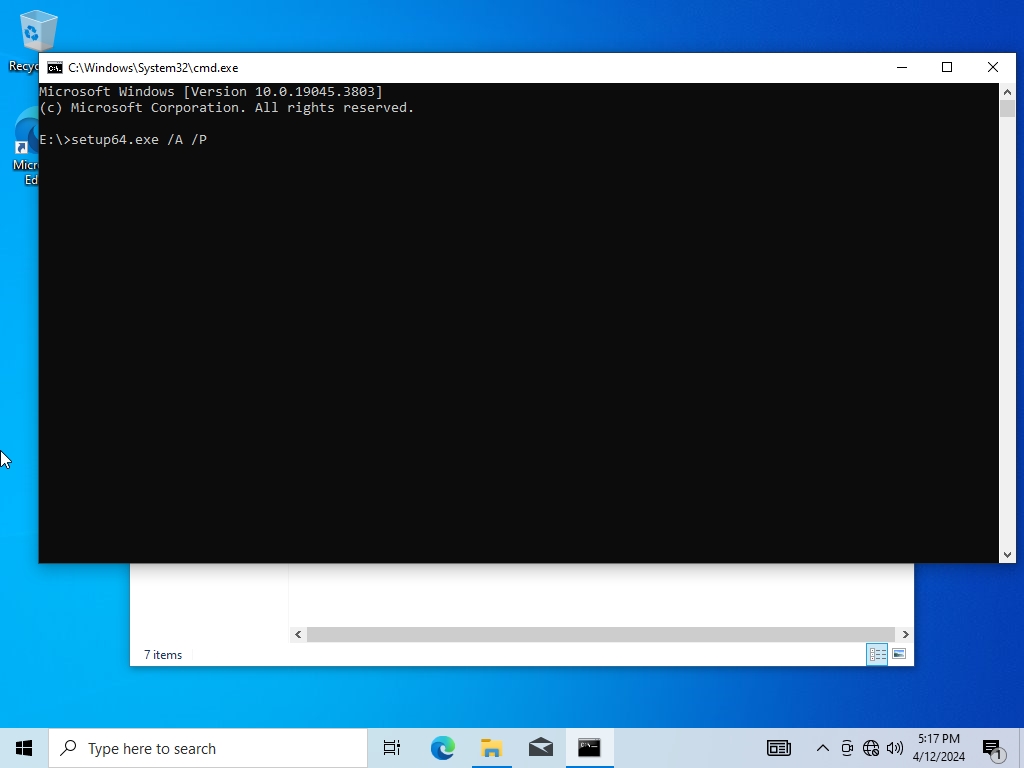 Recyc
C:\Windows\System32\cmd.exe
Microsoft Windows [Version 10.0.19045.3803]
(c) Microsoft Corporation. All rights reserved.
E:\>setup64.exe /A /P
Micr
Ed
7 items
Type here to search
5:17 PM
4/12/2024
1